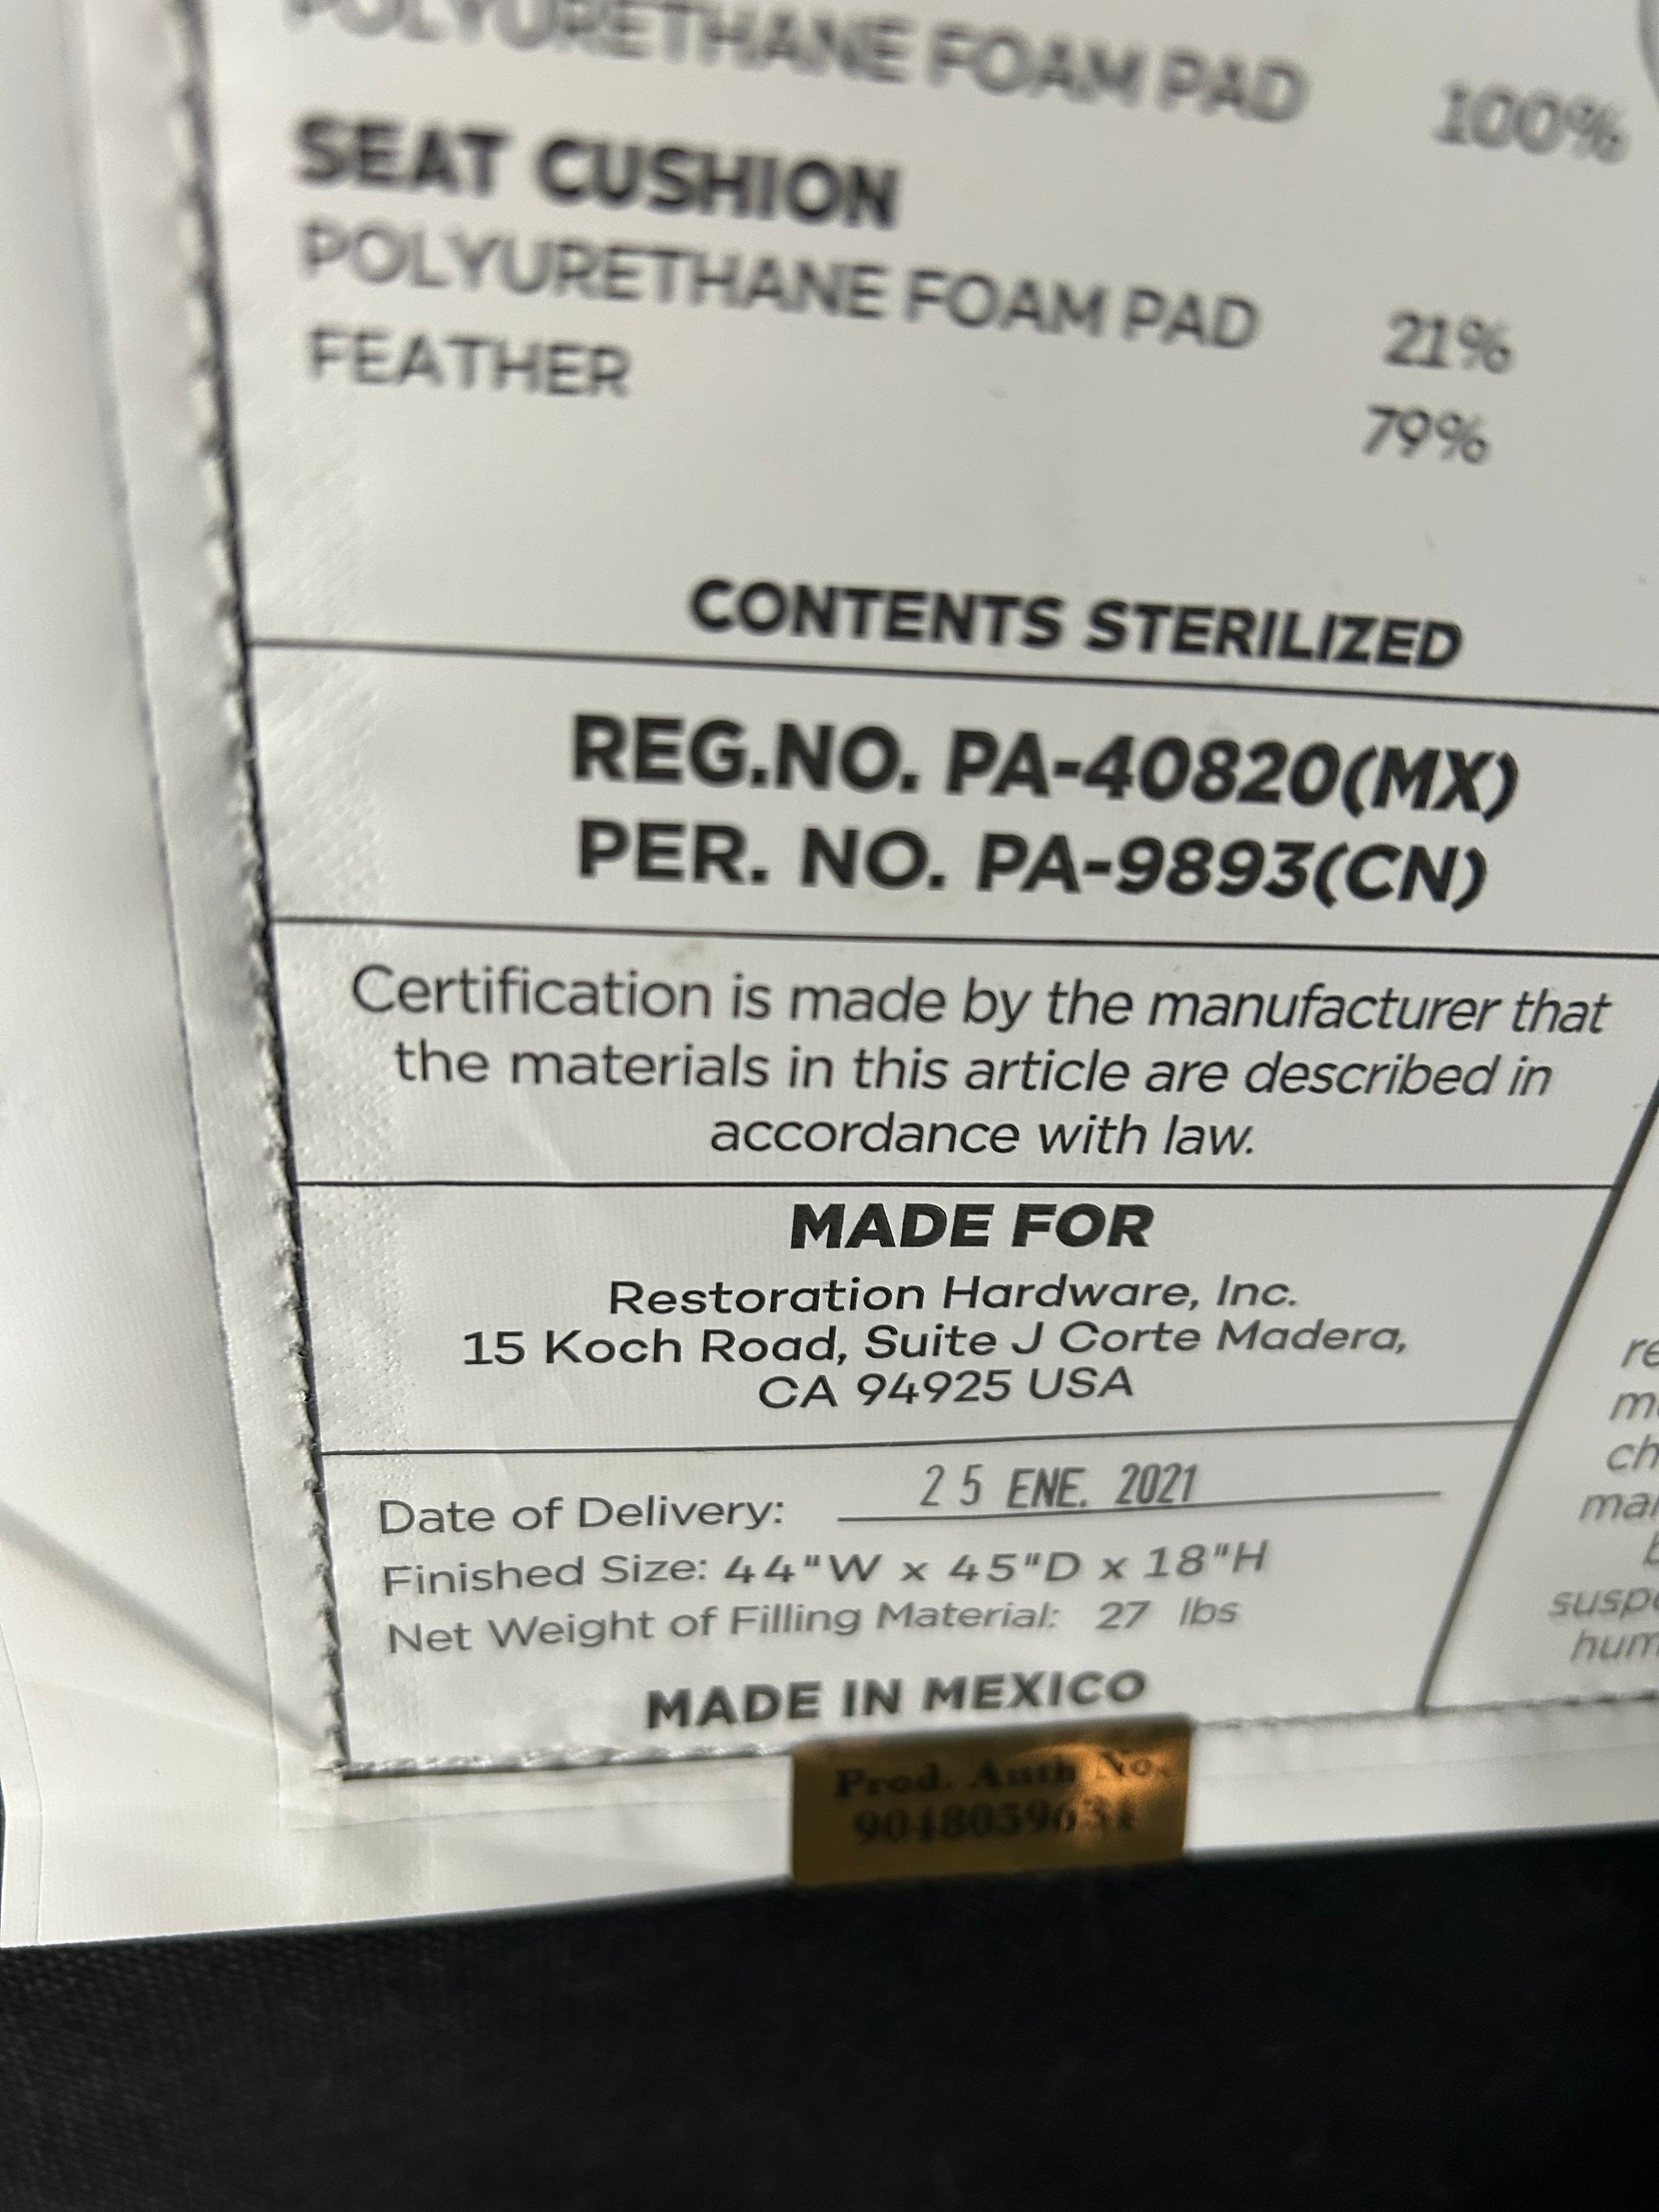 POLYURETHANE FOAM PAD 100%
SEAT CUSHION
POLYURETHANE FOAM PAD 21%
FEATHER 79%
CONTENTS STERILIZED
REG.NO. PA-40820(MX)
PER. NO. PA-9893(CN)
Certification is made by the manufacturer that
the materials in this article are described in
accordance with law.
MADE FOR
Restoration Hardware, Inc.
15 Koch Road, Suite J Corte Madera,
CA 94925 USA
Date of Delivery: 25 ENE. 2021
Finished Size: 44"W x 45"D x 18"H
Net Weight of Filling Material: 27 lbs
MADE IN MEXICO
Prod. Auth No.